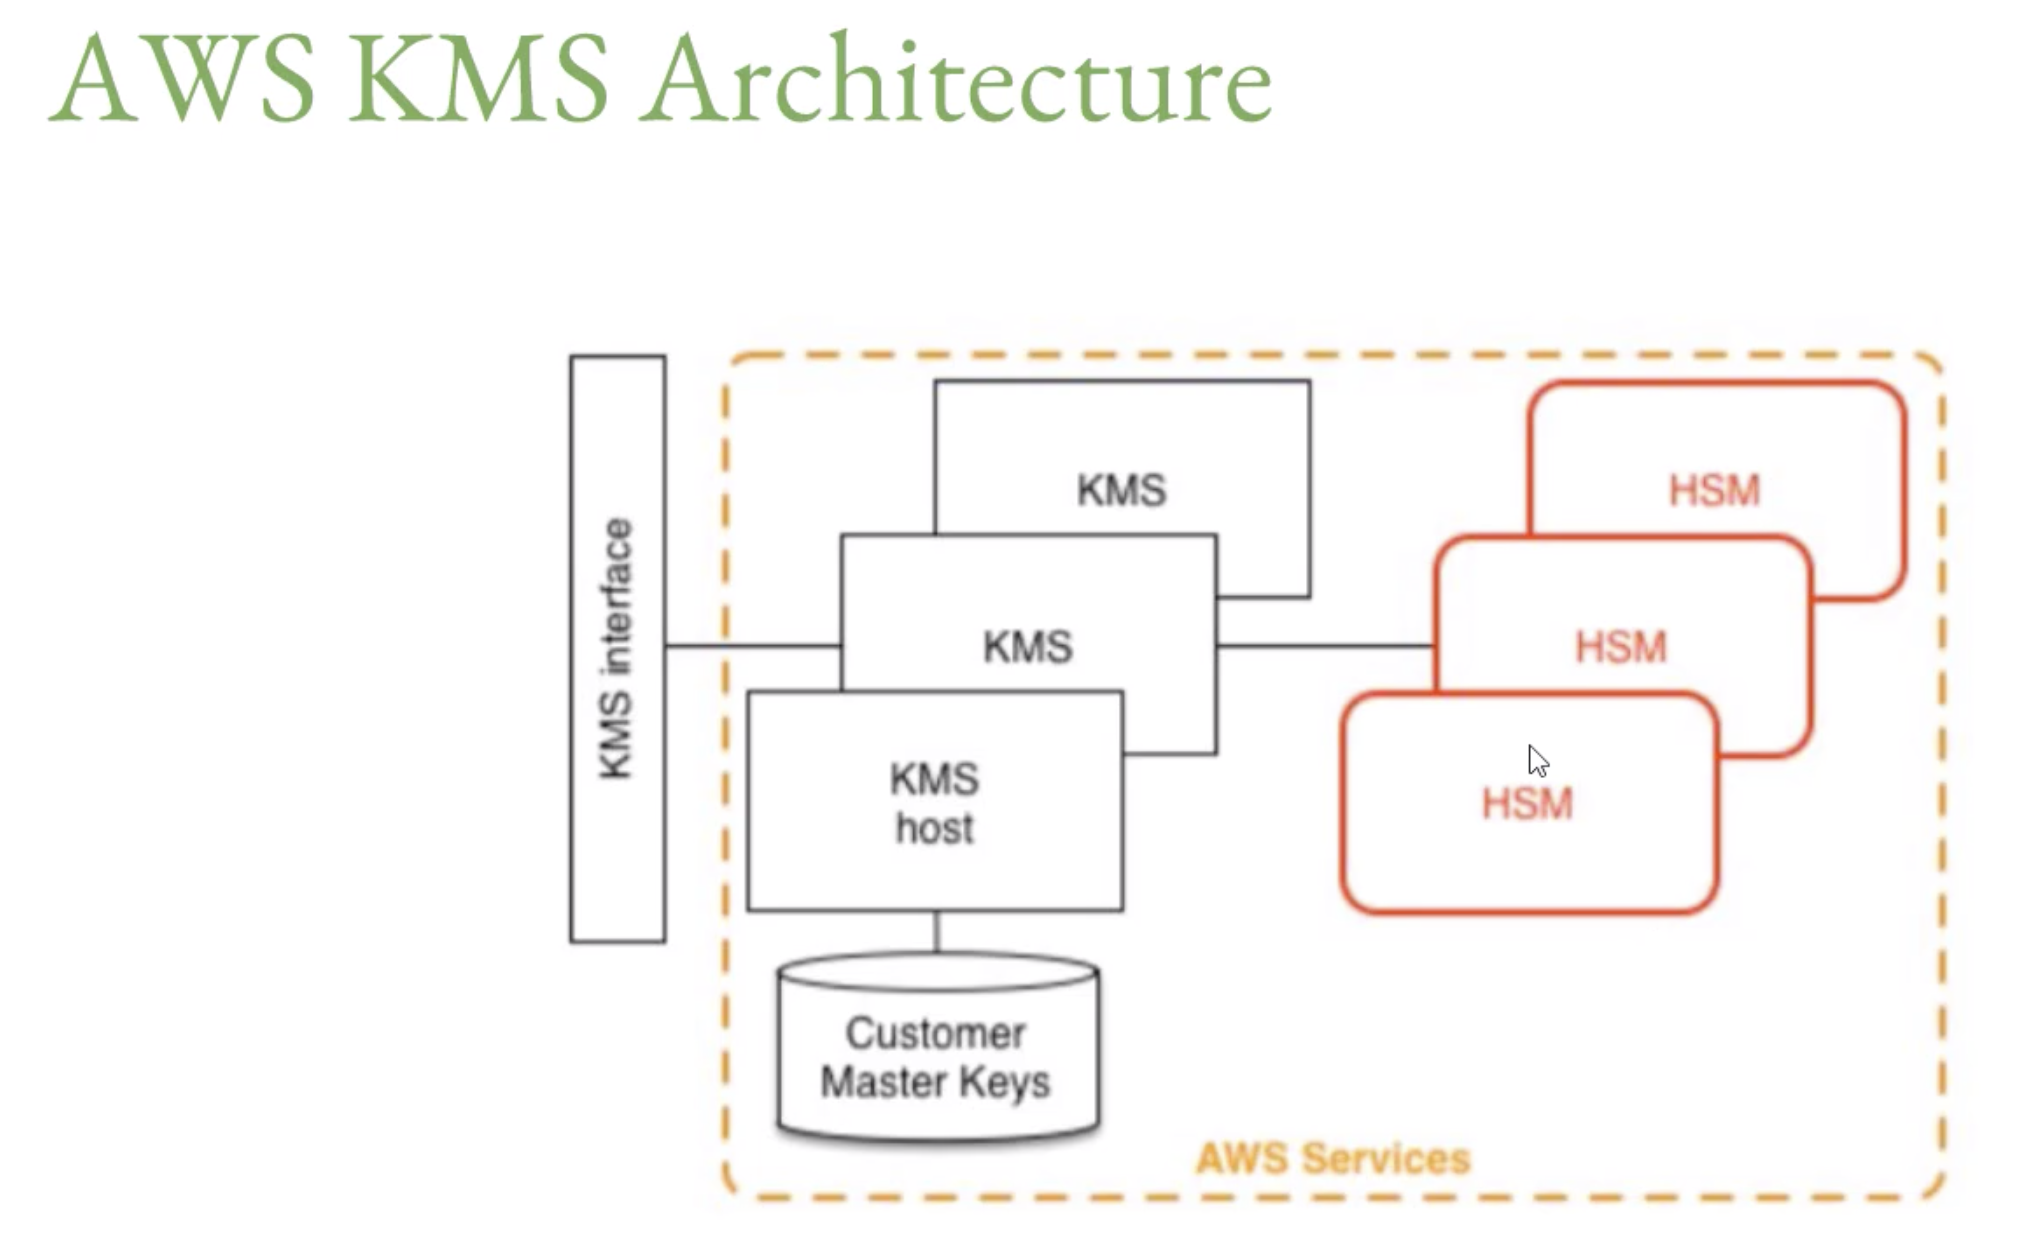 AWS KMS Architecture
KMS interface
KMS
KMS
KMS
host
Customer
Master Keys
HSM
HSM
HSM
AWS Services